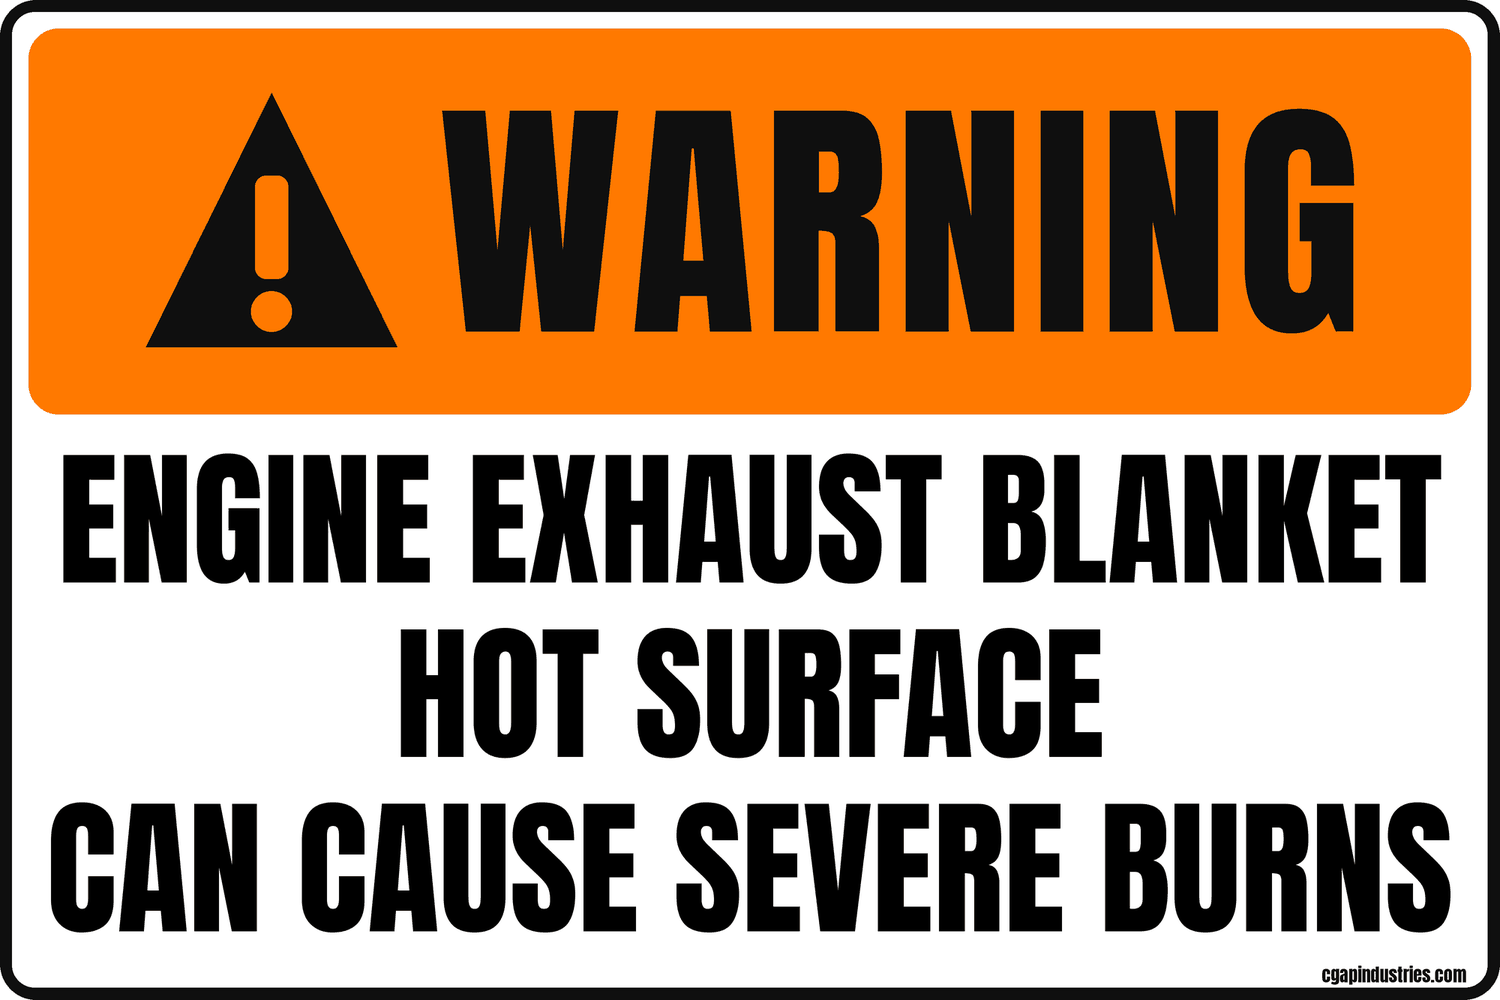 WARNING
ENGINE EXHAUST BLANKET
HOT SURFACE
CAN CAUSE SEVERE BURNS
cgapindustries.com